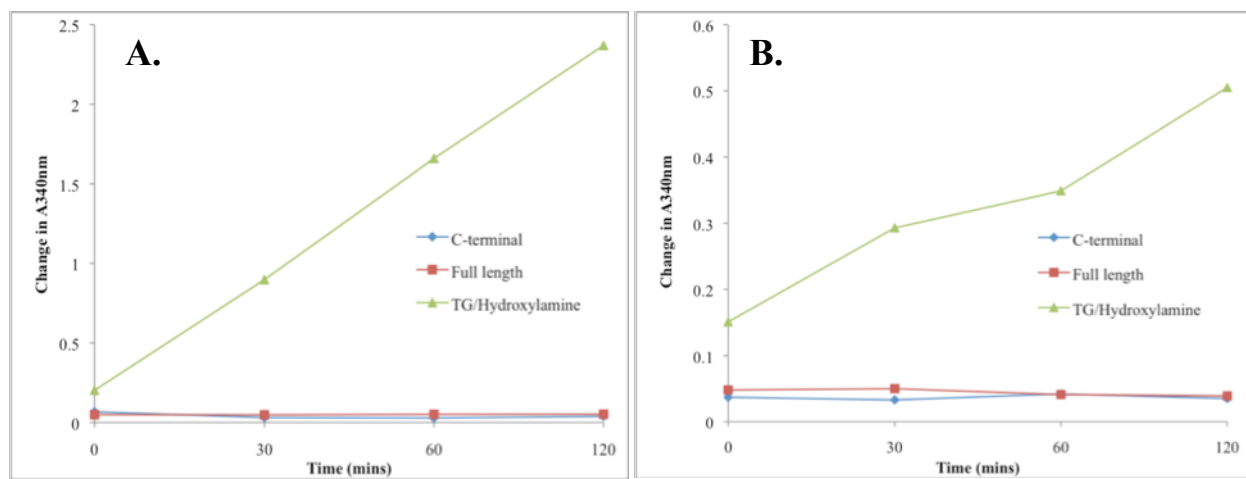 A.
Change in A340nm
2.5
2
1.5
1
0.5
0
0 30 60 120
Time (mins)
C-terminal
Full length
TG/Hydroxylamine
B.
Change in A340nm
0.6
0.5
0.4
0.3
0.2
0.1
0
0 30 60 120
Time (mins)
C-terminal
Full length
TG/Hydroxylamine